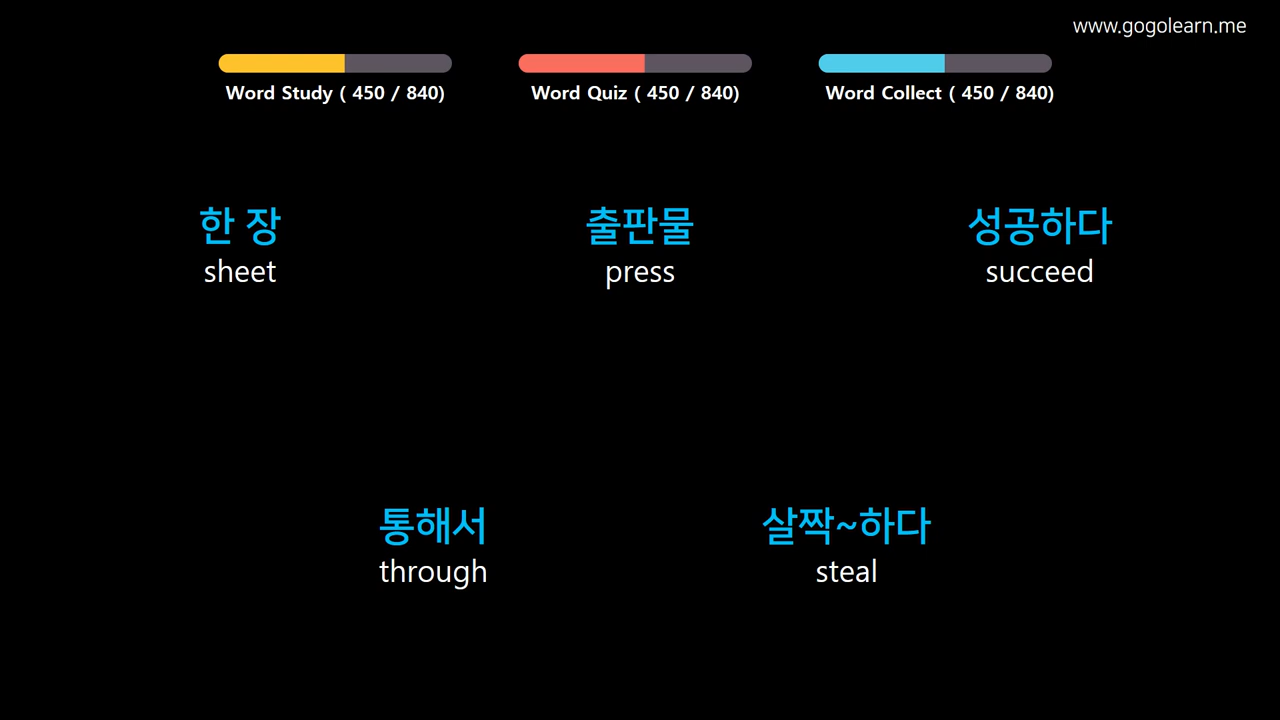 www.gogolearn.me
Word Study ( 450 / 840)
Word Quiz ( 450 / 840)
Word Collect ( 450 / 840)
한 장
sheet
출판물
press
성공하다
succeed
통해서
through
살짝~하다
steal